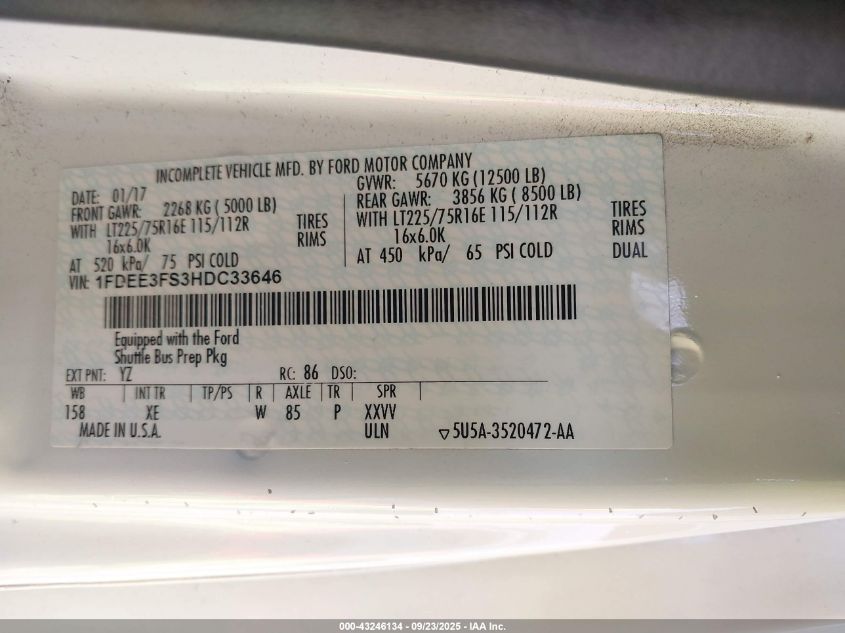 INCOMPLETE VEHICLE MFD. BY FORD MOTOR COMPANY
DATE: 01/17
FRONT GAWR: 2268 KG ( 5000 LB)
WITH LT225/75R16E 115/112R TIRES
16x6.0K RIMS
AT 520 kPa/ 75 PSI COLD
GVWR: 5670 KG (12500 LB)
REAR GAWR: 3856 KG ( 8500 LB)
WITH LT225/75R16E 115/112R TIRES
16x6.0K RIMS
AT 450 kPa/ 65 PSI COLD DUAL
VIN: 1FDEE3FS3HDC33646
Equipped with the Ford
Shuttle Bus Prep Pkg
EXT PNT: YZ RC: 86 DSO:
WB INT TR TP/PS R AXLE TR SPR
158 XE W 85 P XXVV
MADE IN U.S.A. ULN ▽5U5A-3520472-AA
000-43246134 - 09/23/2025 - IAA Inc.